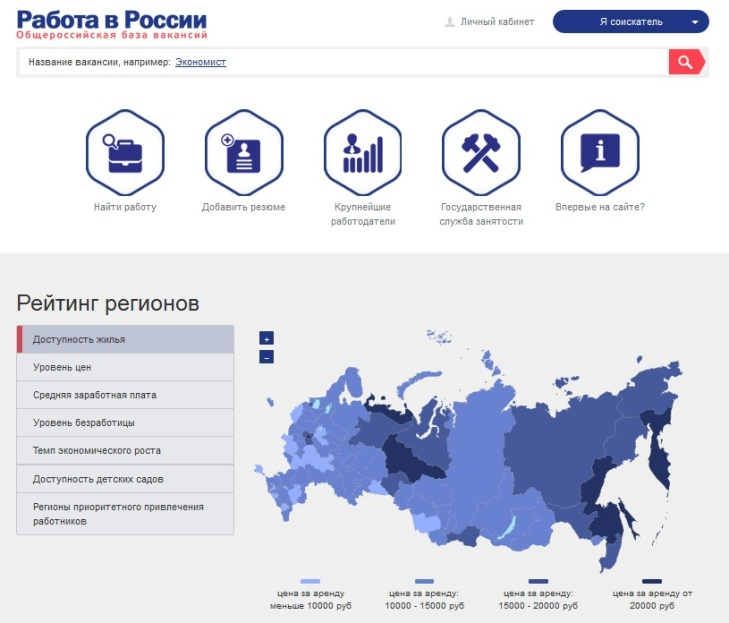 Работа в России
Общероссийская база вакансий
Личный кабинет
Я соискатель
Название вакансии, например: Экономист
Найти работу
Добавить резюме
Крупнейшие
работодатели
Государственная
служба занятости
Впервые на сайте?
Рейтинг регионов
Доступность жилья
Уровень цен
Средняя заработная плата
Уровень безработицы
Темп экономического роста
Доступность детских садов
Регионы приоритетного привлечения
работников
+
–
цена за аренду
меньше 10000 руб
цена за аренду:
10000 - 15000 руб
цена за аренду:
15000 - 20000 руб
цена за аренду от
20000 руб